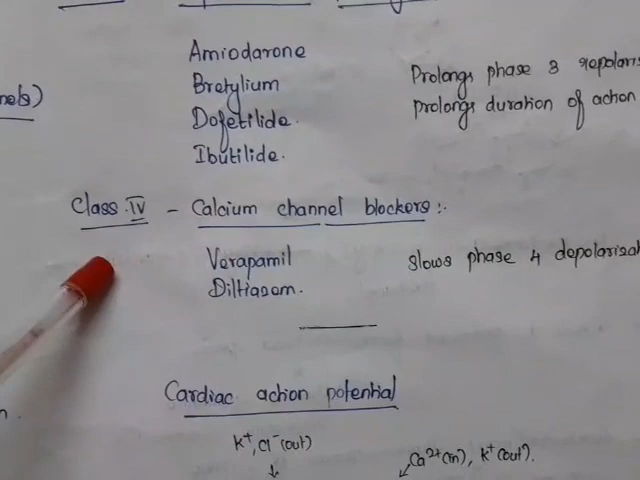 Amiodarone
Bretylium
Dofetilide.
Ibutilide.
Prolongs phase 3
Prolongs duration of action
Class IV - Calcium channel blockers:-
Verapamil
Diltiazem.
slows phase 4
Cardiac action potential
K+, Cl-(out)
Ca2+(in), K+(out).